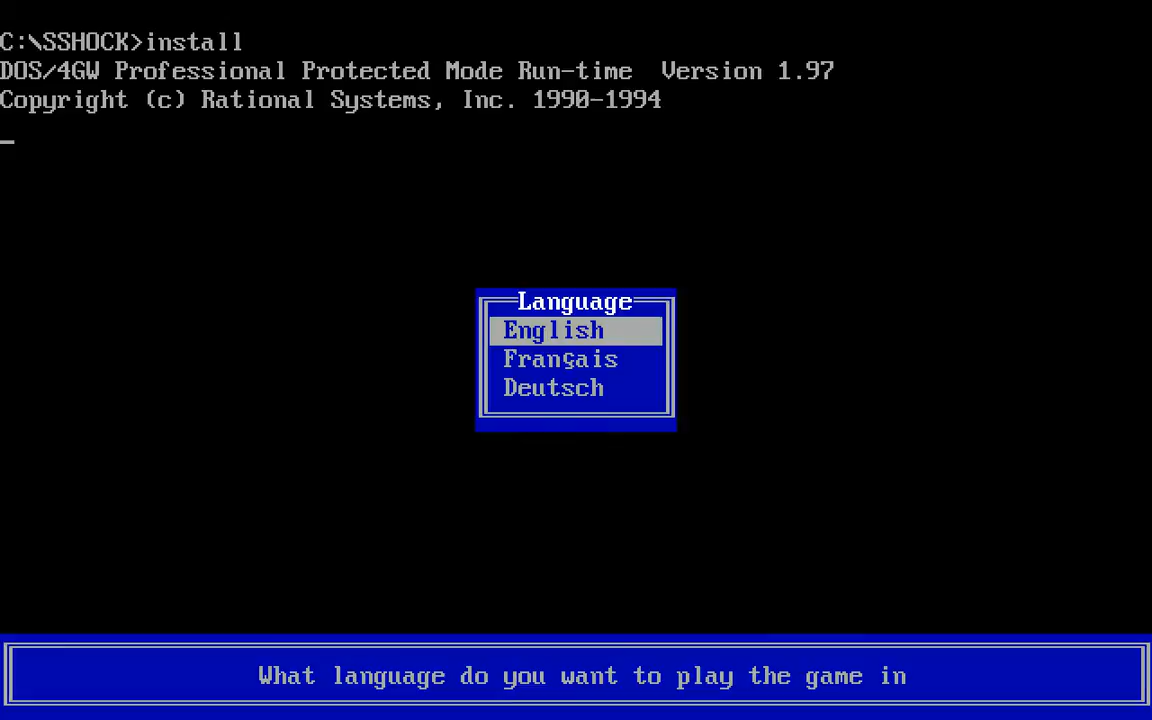 C:\SSHOCK>install
DOS/4GW Professional Protected Mode Run-time  Version 1.97
Copyright (c) Rational Systems, Inc. 1990-1994
_
Language
English
Français
Deutsch
What language do you want to play the game in